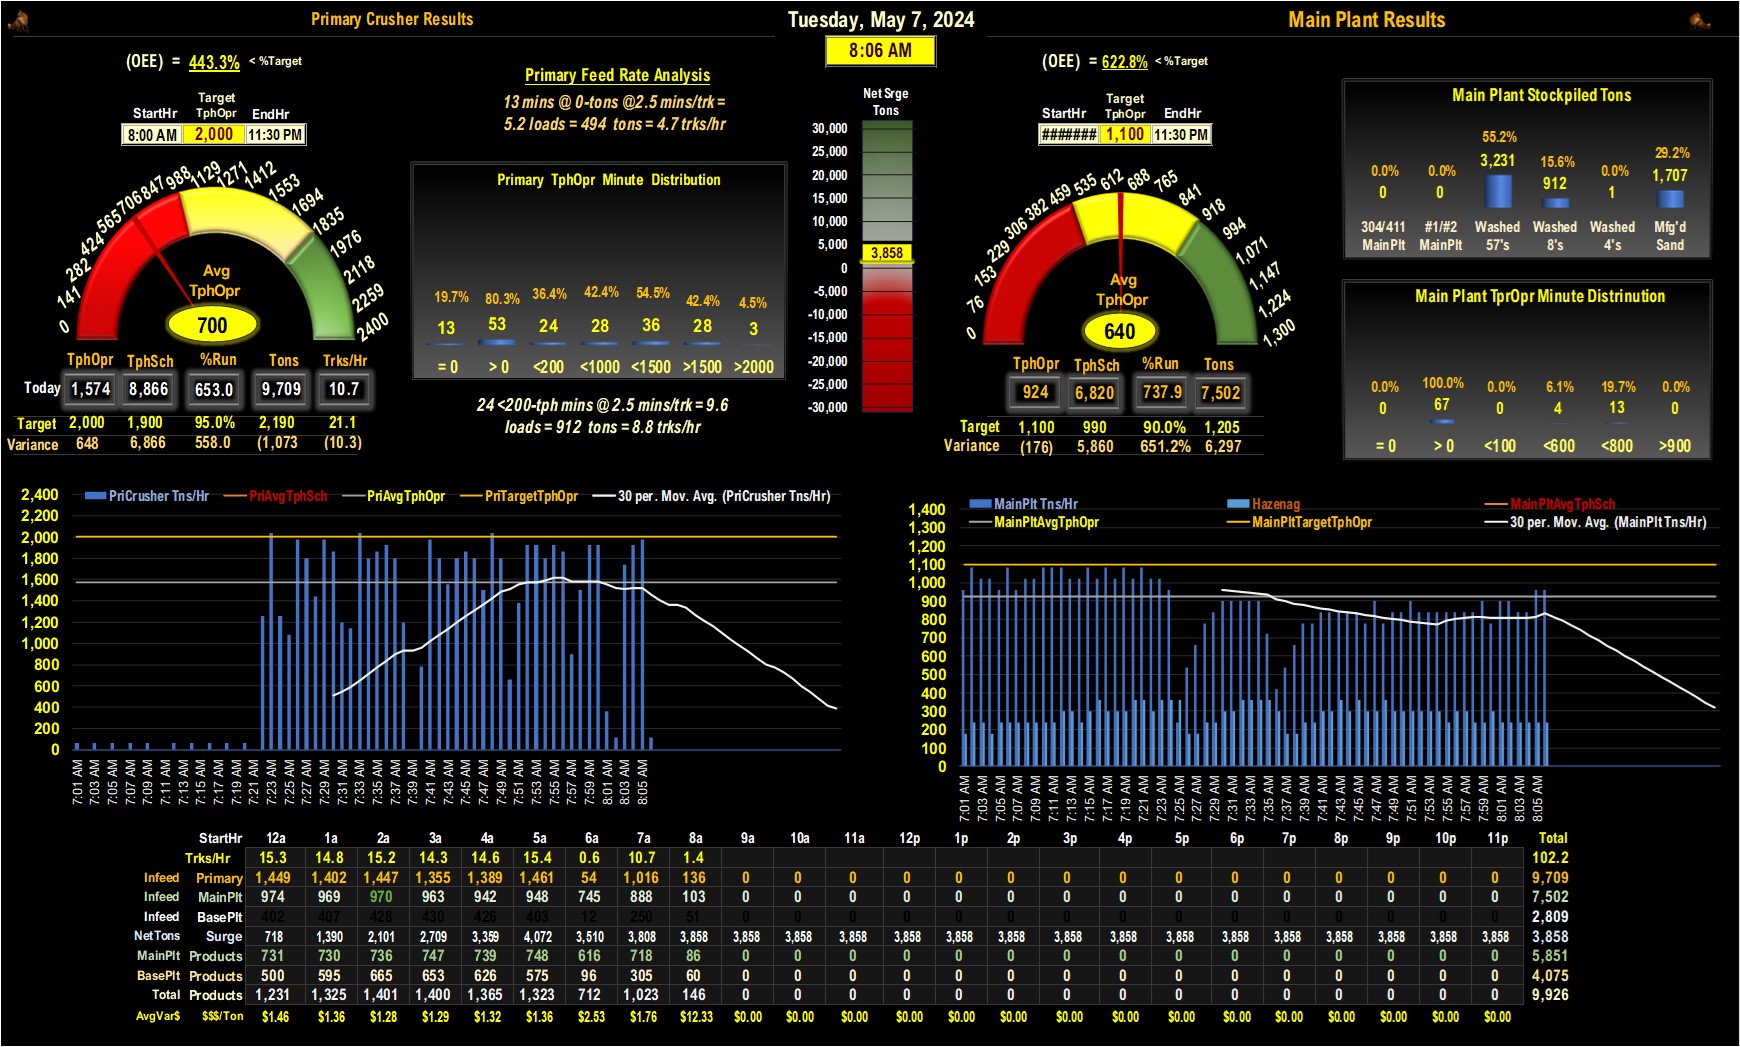 Primary Crusher Results
Tuesday, May 7, 2024
Main Plant Results
8:06 AM
(OEE) = 443.3% < %Target
StartHr Target TphOpr EndHr
8:00 AM 2,000 11:30 PM
0 141 282 424 565 706 847 988 1129 1271 1412 1553 1694 1835 1976 2118 2259 2400
Avg
TphOpr
700
TphOpr TphSch %Run Tons Trks/Hr
Today 1,574 8,866 653.0 9,709 10.7
Target 2,000 1,900 95.0% 2,190 21.1
Variance 648 6,866 558.0 (1,073 (10.3)
Primary Feed Rate Analysis
13 mins @ 0-tons @2.5 mins/trk =
5.2 loads = 494 tons = 4.7 trks/hr
Primary TphOpr Minute Distribution
19.7% 80.3% 36.4% 42.4% 54.5% 42.4% 4.5%
13 53 24 28 36 28 3
= 0 > 0 <200 <1000 <1500 >1500 >2000
24 <200-tph mins @ 2.5 mins/trk = 9.6
loads = 912 tons = 8.8 trks/hr
Net Srge
Tons
30,000
25,000
20,000
15,000
10,000
5,000
3,858
0
-5,000
-10,000
-15,000
-20,000
-25,000
-30,000
(OEE) = 622.8% < %Target
StartHr Target TphOpr EndHr
####### 1,100 11:30 PM
0 76 153 229 306 382 459 535 612 688 765 841 918 994 1,071 1,147 1,224 1,300
Avg
TphOpr
640
TphOpr TphSch %Run Tons
924 6,820 737.9 7,502
Target 1,100 990 90.0% 1,205
Variance (176) 5,860 651.2% 6,297
Main Plant Stockpiled Tons
0.0% 0.0% 55.2% 15.6% 0.0% 29.2%
0 0 3,231 912 1 1,707
304/411 #1/#2 Washed Washed Washed Mfg'd
MainPlt MainPlt 57's 8's 4's Sand
Main Plant TprOpr Minute Distrinution
0.0% 100.0% 0.0% 6.1% 19.7% 0.0%
0 67 0 4 13 0
= 0 > 0 <100 <600 <800 >900
PriCrusher Tns/Hr PriAvgTphSch PriAvgTphOpr PriTargetTphOpr 30 per. Mov. Avg. (PriCrusher Tns/Hr)
2,400
2,200
2,000
1,800
1,600
1,400
1,200
1,000
800
600
400
200
0
7:01 AM 7:03 AM 7:05 AM 7:07 AM 7:09 AM 7:11 AM 7:13 AM 7:15 AM 7:17 AM 7:19 AM 7:21 AM 7:23 AM 7:25 AM 7:27 AM 7:29 AM 7:31 AM 7:33 AM 7:35 AM 7:37 AM 7:39 AM 7:41 AM 7:43 AM 7:45 AM 7:47 AM 7:49 AM 7:51 AM 7:53 AM 7:55 AM 7:57 AM 7:59 AM 8:01 AM 8:03 AM 8:05 AM
MainPlt Tns/Hr Hazenag MainPltAvgTphSch
MainPltAvgTphOpr MainPltTargetTphOpr 30 per. Mov. Avg. (MainPlt Tns/Hr)
1,400
1,300
1,200
1,100
1,000
900
800
700
600
500
400
300
200
100
0
7:01 AM 7:03 AM 7:05 AM 7:07 AM 7:09 AM 7:11 AM 7:13 AM 7:15 AM 7:17 AM 7:19 AM 7:21 AM 7:23 AM 7:25 AM 7:27 AM 7:29 AM 7:31 AM 7:33 AM 7:35 AM 7:37 AM 7:39 AM 7:41 AM 7:43 AM 7:45 AM 7:47 AM 7:49 AM 7:51 AM 7:53 AM 7:55 AM 7:57 AM 7:59 AM 8:01 AM 8:03 AM 8:05 AM
StartHr 12a 1a 2a 3a 4a 5a 6a 7a 8a 9a 10a 11a 12p 1p 2p 3p 4p 5p 6p 7p 8p 9p 10p 11p Total
Trks/Hr 15.3 14.8 15.2 14.3 14.6 15.4 0.6 10.7 1.4 102.2
Infeed Primary 1,449 1,402 1,447 1,355 1,389 1,461 54 1,016 136 0 0 0 0 0 0 0 0 0 0 0 0 0 0 0 9,709
Infeed MainPlt 974 969 970 963 942 948 745 888 103 0 0 0 0 0 0 0 0 0 0 0 0 0 0 0 7,502
Infeed BasePlt 402 407 428 430 426 403 12 250 51 0 0 0 0 0 0 0 0 0 0 0 0 0 0 0 2,809
NetTons Surge 718 1,390 2,101 2,709 3,359 4,072 3,510 3,808 3,858 3,858 3,858 3,858 3,858 3,858 3,858 3,858 3,858 3,858 3,858 3,858 3,858 3,858 3,858 3,858 3,858
MainPlt Products 731 730 736 747 739 748 616 718 86 0 0 0 0 0 0 0 0 0 0 0 0 0 0 0 5,851
BasePlt Products 500 595 665 653 626 575 96 305 60 0 0 0 0 0 0 0 0 0 0 0 0 0 0 0 4,075
Total Products 1,231 1,325 1,401 1,400 1,365 1,323 712 1,023 146 0 0 0 0 0 0 0 0 0 0 0 0 0 0 0 9,926
AvgVar$ $$$/Ton $1.46 $1.36 $1.28 $1.29 $1.32 $1.36 $2.53 $1.76 $12.33 $0.00 $0.00 $0.00 $0.00 $0.00 $0.00 $0.00 $0.00 $0.00 $0.00 $0.00 $0.00 $0.00 $0.00 $0.00